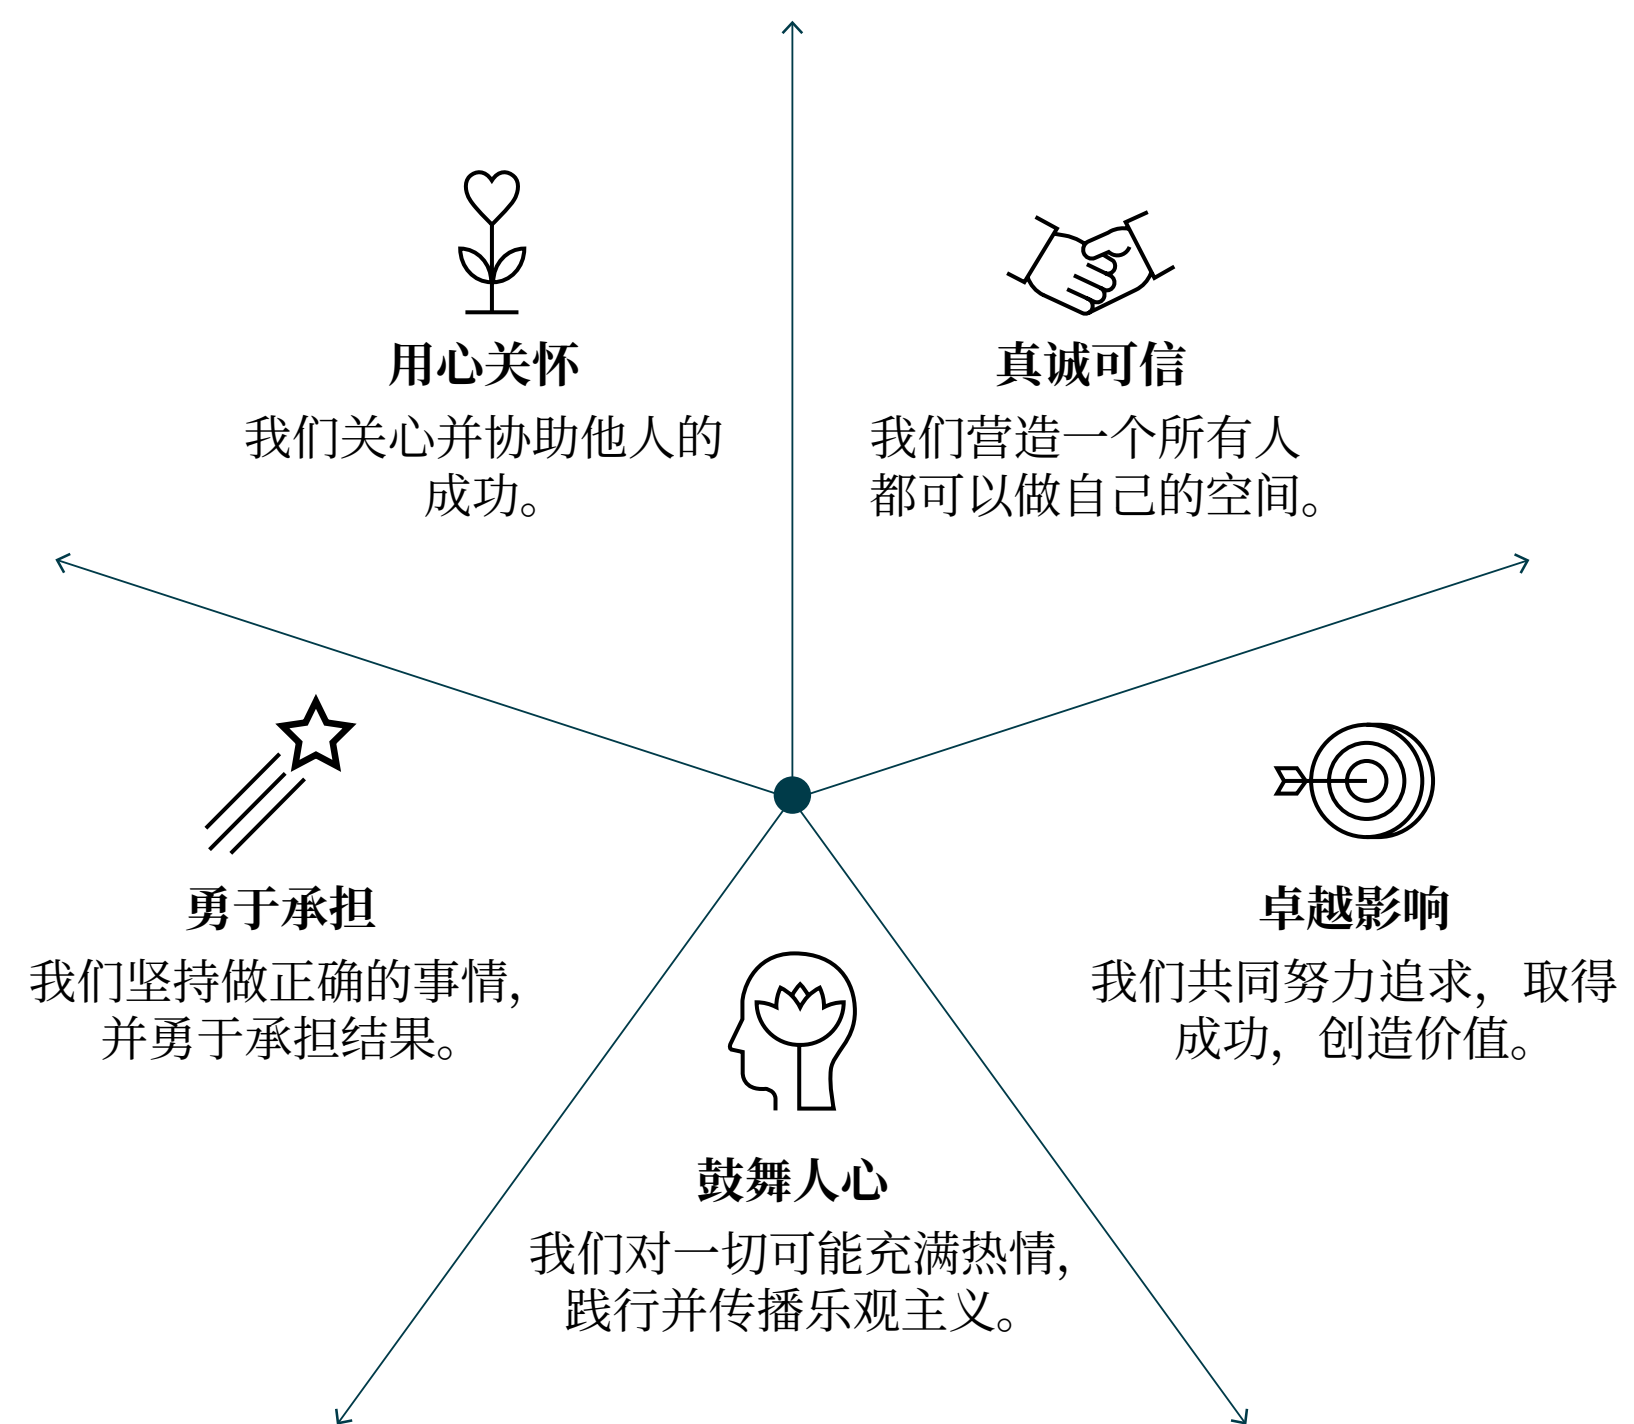 用心关怀
我们关心并协助他人的
成功。
真诚可信
我们营造一个所有人
都可以做自己的空间。
勇于承担
我们坚持做正确的事情，
并勇于承担结果。
卓越影响
我们共同努力追求，取得
成功，创造价值。
鼓舞人心
我们对一切可能充满热情，
践行并传播乐观主义。